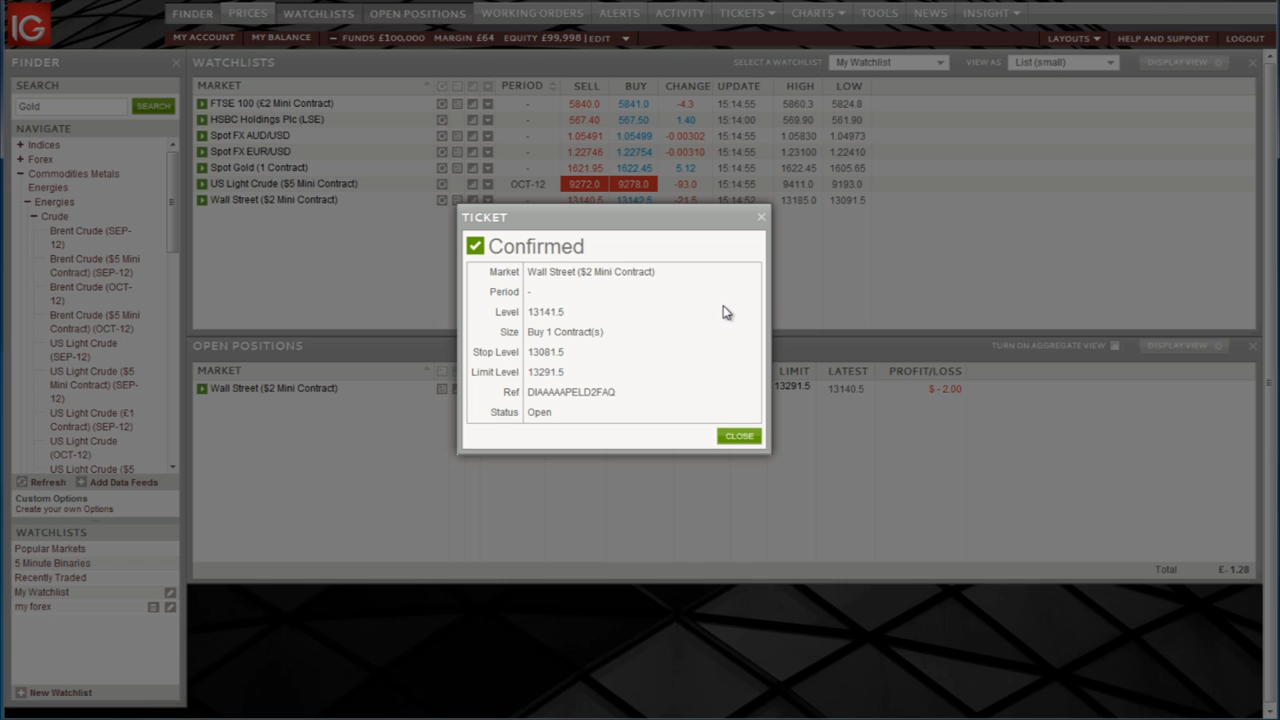 IG
FINDER PRICES WATCHLISTS OPEN POSITIONS WORKING ORDERS ALERTS ACTIVITY TICKETS CHARTS TOOLS NEWS INSIGHT
MY ACCOUNT MY BALANCE – FUNDS £100,000 MARGIN £64 EQUITY £99,998 | EDIT LAYOUTS HELP AND SUPPORT LOGOUT
FINDER
SEARCH
Gold SEARCH
NAVIGATE
+ Indices
+ Forex
– Commodities Metals
Energies
– Energies
– Crude
Brent Crude (SEP-
12)
Brent Crude ($5 Mini
Contract) (SEP-12)
Brent Crude (OCT-
12)
Brent Crude ($5 Mini
Contract) (OCT-12)
US Light Crude
(SEP-12)
US Light Crude ($5
Mini Contract) (SEP-
12)
US Light Crude (£1
Contract) (SEP-12)
US Light Crude
(OCT-12)
US Light Crude ($5
Refresh Add Data Feeds
Custom Options
Create your own Options
WATCHLISTS
Popular Markets
5 Minute Binaries
Recently Traded
My Watchlist
my forex
New Watchlist
WATCHLISTS SELECT A WATCHLIST My Watchlist VIEW AS List (small) DISPLAY VIEW
MARKET PERIOD SELL BUY CHANGE UPDATE HIGH LOW
FTSE 100 (£2 Mini Contract) - 5840.0 5841.0 -4.3 15:14:55 5860.3 5824.8
HSBC Holdings Plc (LSE) - 567.40 567.50 1.40 15:14:00 569.90 561.90
Spot FX AUD/USD - 1.05491 1.05499 -0.00302 15:14:55 1.05830 1.04973
Spot FX EUR/USD - 1.22746 1.22754 -0.00310 15:14:55 1.23100 1.22410
Spot Gold (1 Contract) - 1621.95 1622.45 5.12 15:14:55 1622.45 1605.65
US Light Crude ($5 Mini Contract) OCT-12 9272.0 9278.0 -93.0 15:14:55 9411.0 9193.0
Wall Street ($2 Mini Contract) - 13140.5 13142.5 -21.5 15:14:52 13185.0 13091.5
TICKET
Confirmed
Market Wall Street ($2 Mini Contract)
Period -
Level 13141.5
Size Buy 1 Contract(s)
Stop Level 13081.5
Limit Level 13291.5
Ref DIAAAAAPELD2FAQ
Status Open
CLOSE
OPEN POSITIONS TURN ON AGGREGATE VIEW DISPLAY VIEW
MARKET LIMIT LATEST PROFIT/LOSS
Wall Street ($2 Mini Contract) 13291.5 13140.5 $ - 2.00
Total £- 1.28